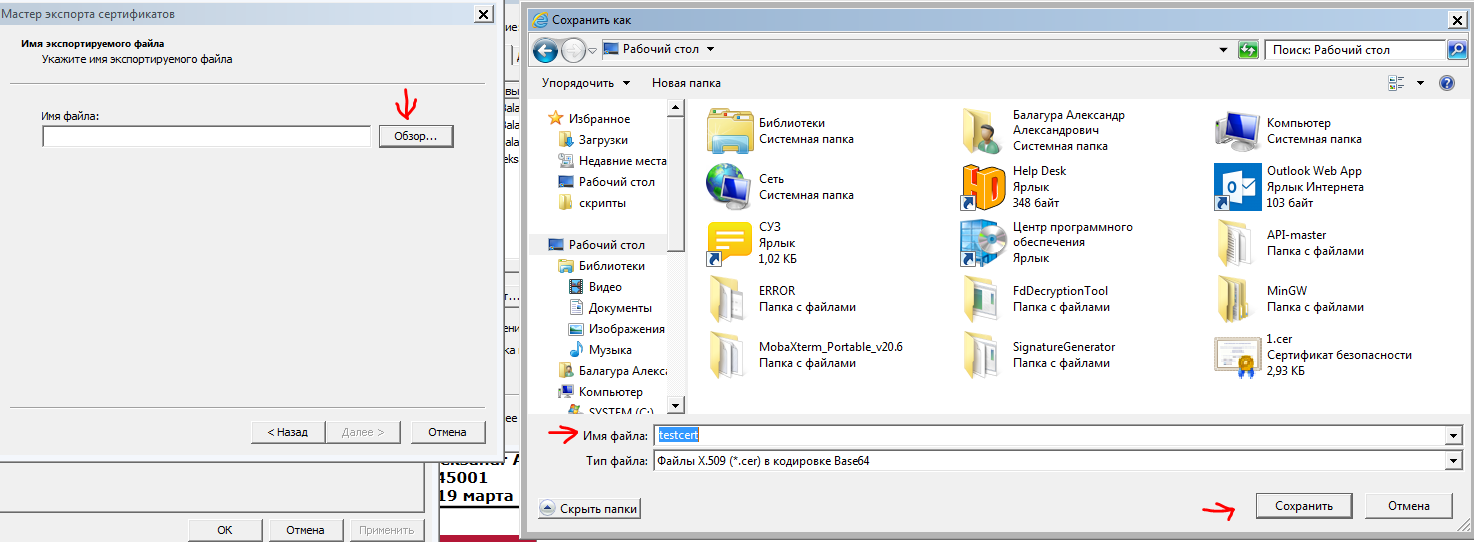 Мастер экспорта сертификатов
Имя экспортируемого файла
Укажите имя экспортируемого файла
Имя файла:
Обзор...
< Назад
Далее >
Отмена
OK
Отмена
Применить
45001
19 марта
Сохранить как
Рабочий стол
Поиск: Рабочий стол
Упорядочить
Новая папка
Избранное
Загрузки
Недавние места
Рабочий стол
скрипты
Рабочий стол
Библиотеки
Видео
Документы
Изображения
Музыка
Балагура Алекса
Компьютер
SYSTEM (C:)
Библиотеки
Системная папка
Балагура Александр
Александрович
Системная папка
Компьютер
Системная папка
Сеть
Системная папка
Help Desk
Ярлык
348 байт
Outlook Web App
Ярлык Интернета
103 байт
СУЗ
Ярлык
1,02 КБ
Центр программного
обеспечения
Ярлык
API-master
Папка с файлами
ERROR
Папка с файлами
FdDecryptionTool
Папка с файлами
MinGW
Папка с файлами
MobaXterm_Portable_v20.6
Папка с файлами
SignatureGenerator
Папка с файлами
1.cer
Сертификат безопасности
2,93 КБ
Имя файла: testcert
Тип файла: Файлы X.509 (*.cer) в кодировке Base64
Скрыть папки
Сохранить
Отмена